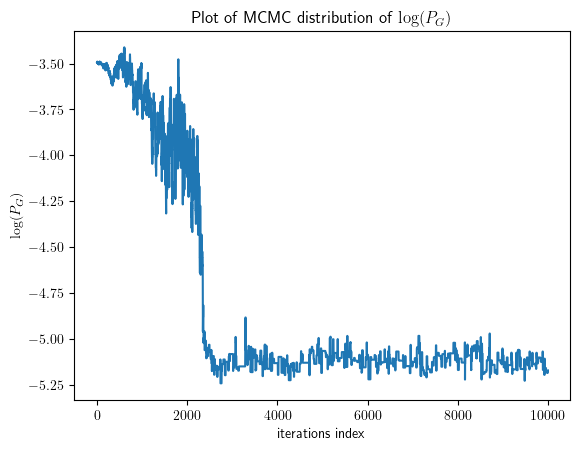 Plot of MCMC distribution of log(P_G)
log(P_G)
−3.50
−3.75
−4.00
−4.25
−4.50
−4.75
−5.00
−5.25
0 2000 4000 6000 8000 10000
iterations index